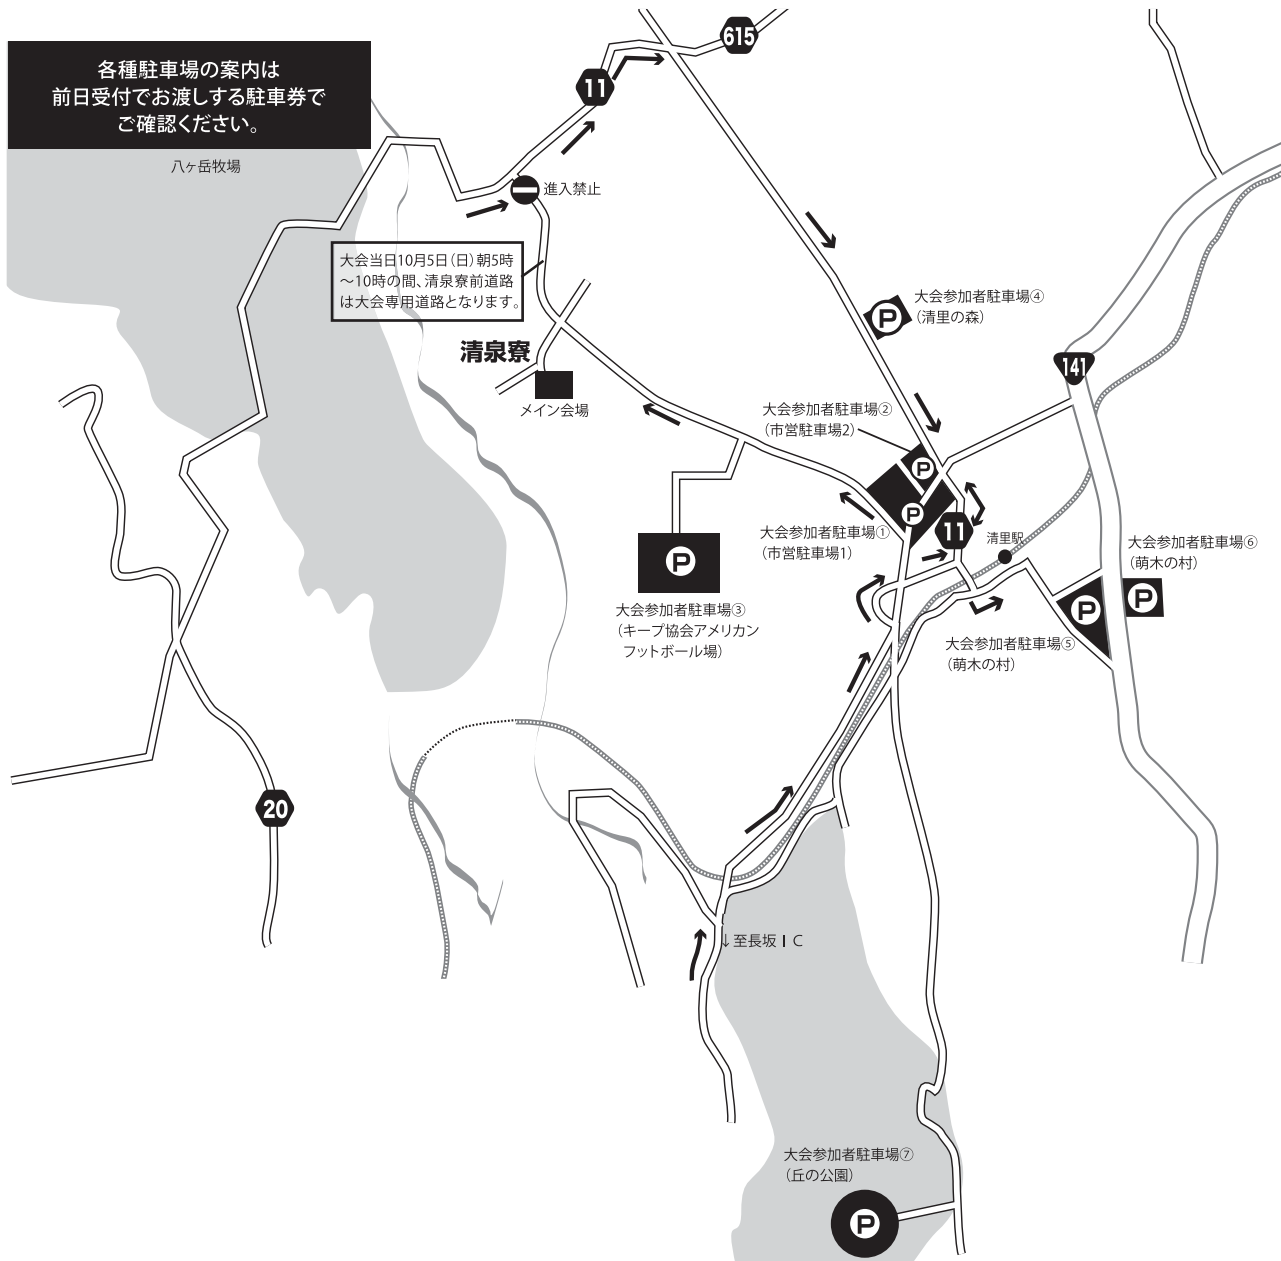 615
各種駐車場の案内は
前日受付でお渡しする駐車券で
ご確認ください。
11
八ヶ岳牧場
進入禁止
大会当日10月5日(日)朝5時
～10時の間、清泉寮前道路
は大会専用道路となります。
大会参加者駐車場④
(清里の森)
P
清泉寮
141
メイン会場
大会参加者駐車場②
(市営駐車場2)
P
P
大会参加者駐車場①
(市営駐車場1)
11
清里駅
大会参加者駐車場⑥
(萌木の村)
P
P
P
大会参加者駐車場③
(キープ協会アメリカン
フットボール場)
大会参加者駐車場⑤
(萌木の村)
20
↓至長坂ＩＣ
大会参加者駐車場⑦
(丘の公園)
P